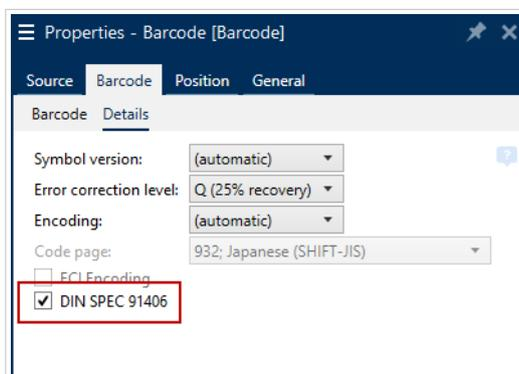 Properties - Barcode [Barcode]
Source Barcode Position General
Barcode Details
Symbol version: (automatic)
?
Error correction level: Q (25% recovery)
Encoding: (automatic)
Code page: 932; Japanese (SHIFT-JIS)
ECI Encoding
DIN SPEC 91406